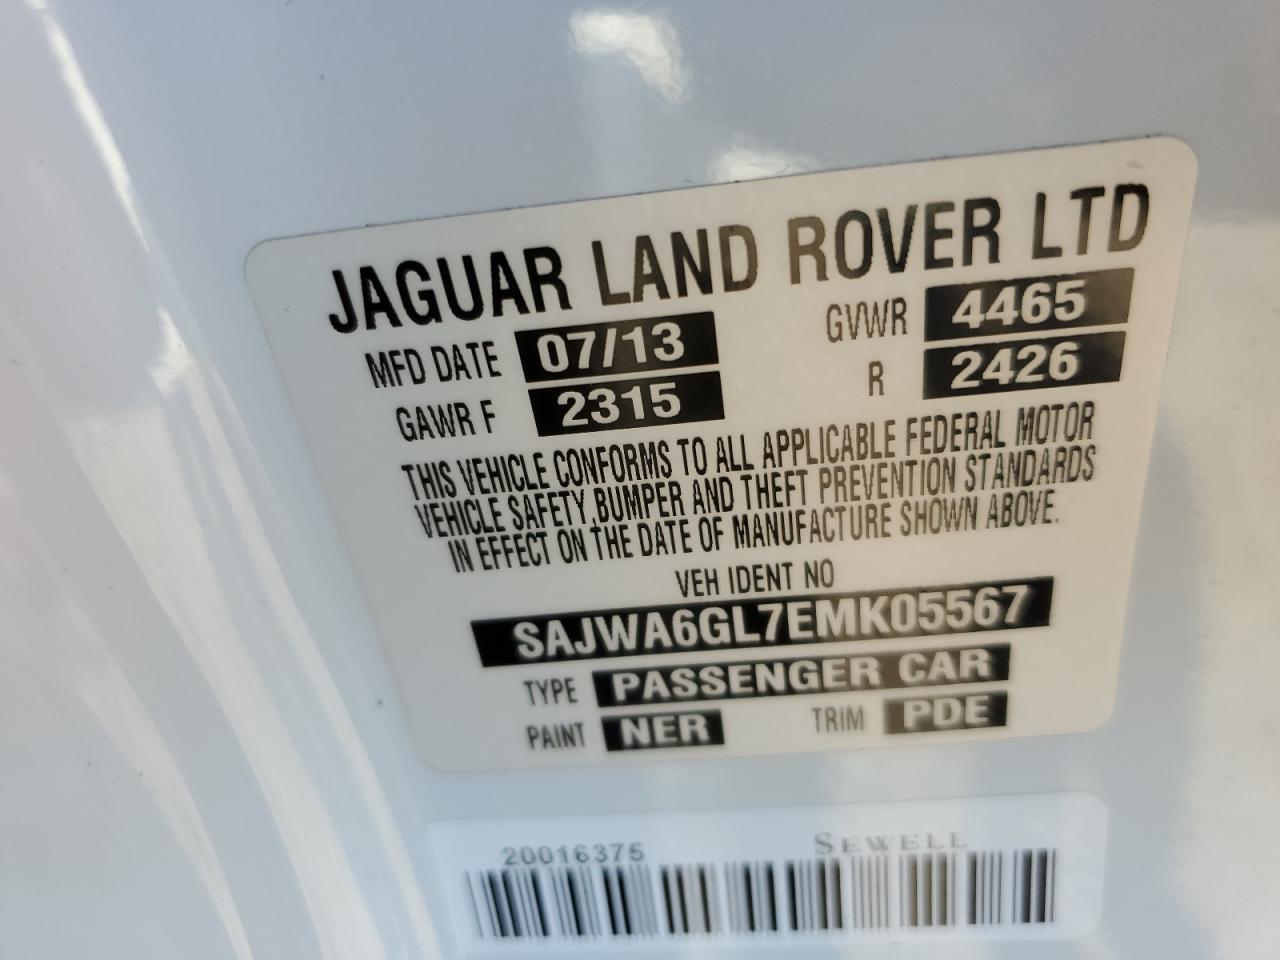 JAGUAR LAND ROVER LTD
MFD DATE 07/13 GVWR 4465
GAWR F 2315 R 2426
THIS VEHICLE CONFORMS TO ALL APPLICABLE FEDERAL MOTOR
VEHICLE SAFETY, BUMPER AND THEFT PREVENTION STANDARDS
IN EFFECT ON THE DATE OF MANUFACTURE SHOWN ABOVE.
VEH IDENT NO
SAJWA6GL7EMK05567
TYPE PASSENGER CAR
PAINT NER TRIM PDE
20016375 SEWELL